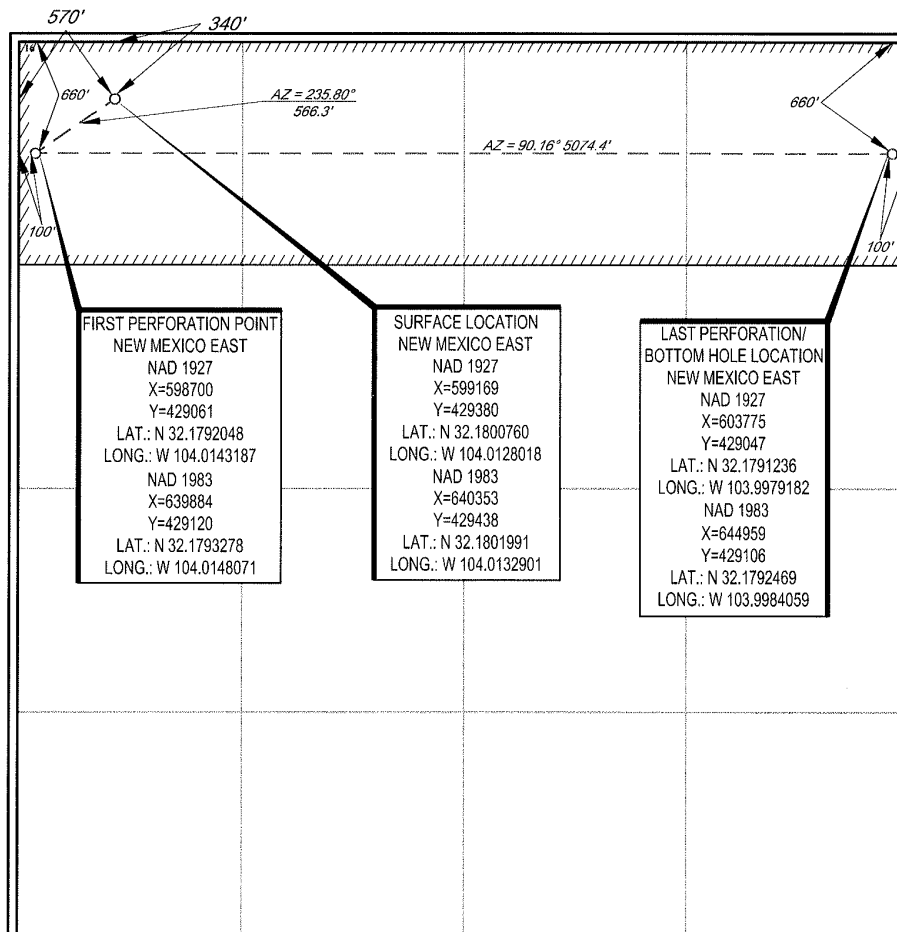 570'
340'
16
660'
AZ = 235.80°
566.3'
660'
AZ = 90.16° 5074.4'
100'
100'
FIRST PERFORATION POINT
NEW MEXICO EAST
NAD 1927
X=598700
Y=429061
LAT.: N 32.1792048
LONG.: W 104.0143187
NAD 1983
X=639884
Y=429120
LAT.: N 32.1793278
LONG.: W 104.0148071
SURFACE LOCATION
NEW MEXICO EAST
NAD 1927
X=599169
Y=429380
LAT.: N 32.1800760
LONG.: W 104.0128018
NAD 1983
X=640353
Y=429438
LAT.: N 32.1801991
LONG.: W 104.0132901
LAST PERFORATION/
BOTTOM HOLE LOCATION
NEW MEXICO EAST
NAD 1927
X=603775
Y=429047
LAT.: N 32.1791236
LONG.: W 103.9979182
NAD 1983
X=644959
Y=429106
LAT.: N 32.1792469
LONG.: W 103.9984059